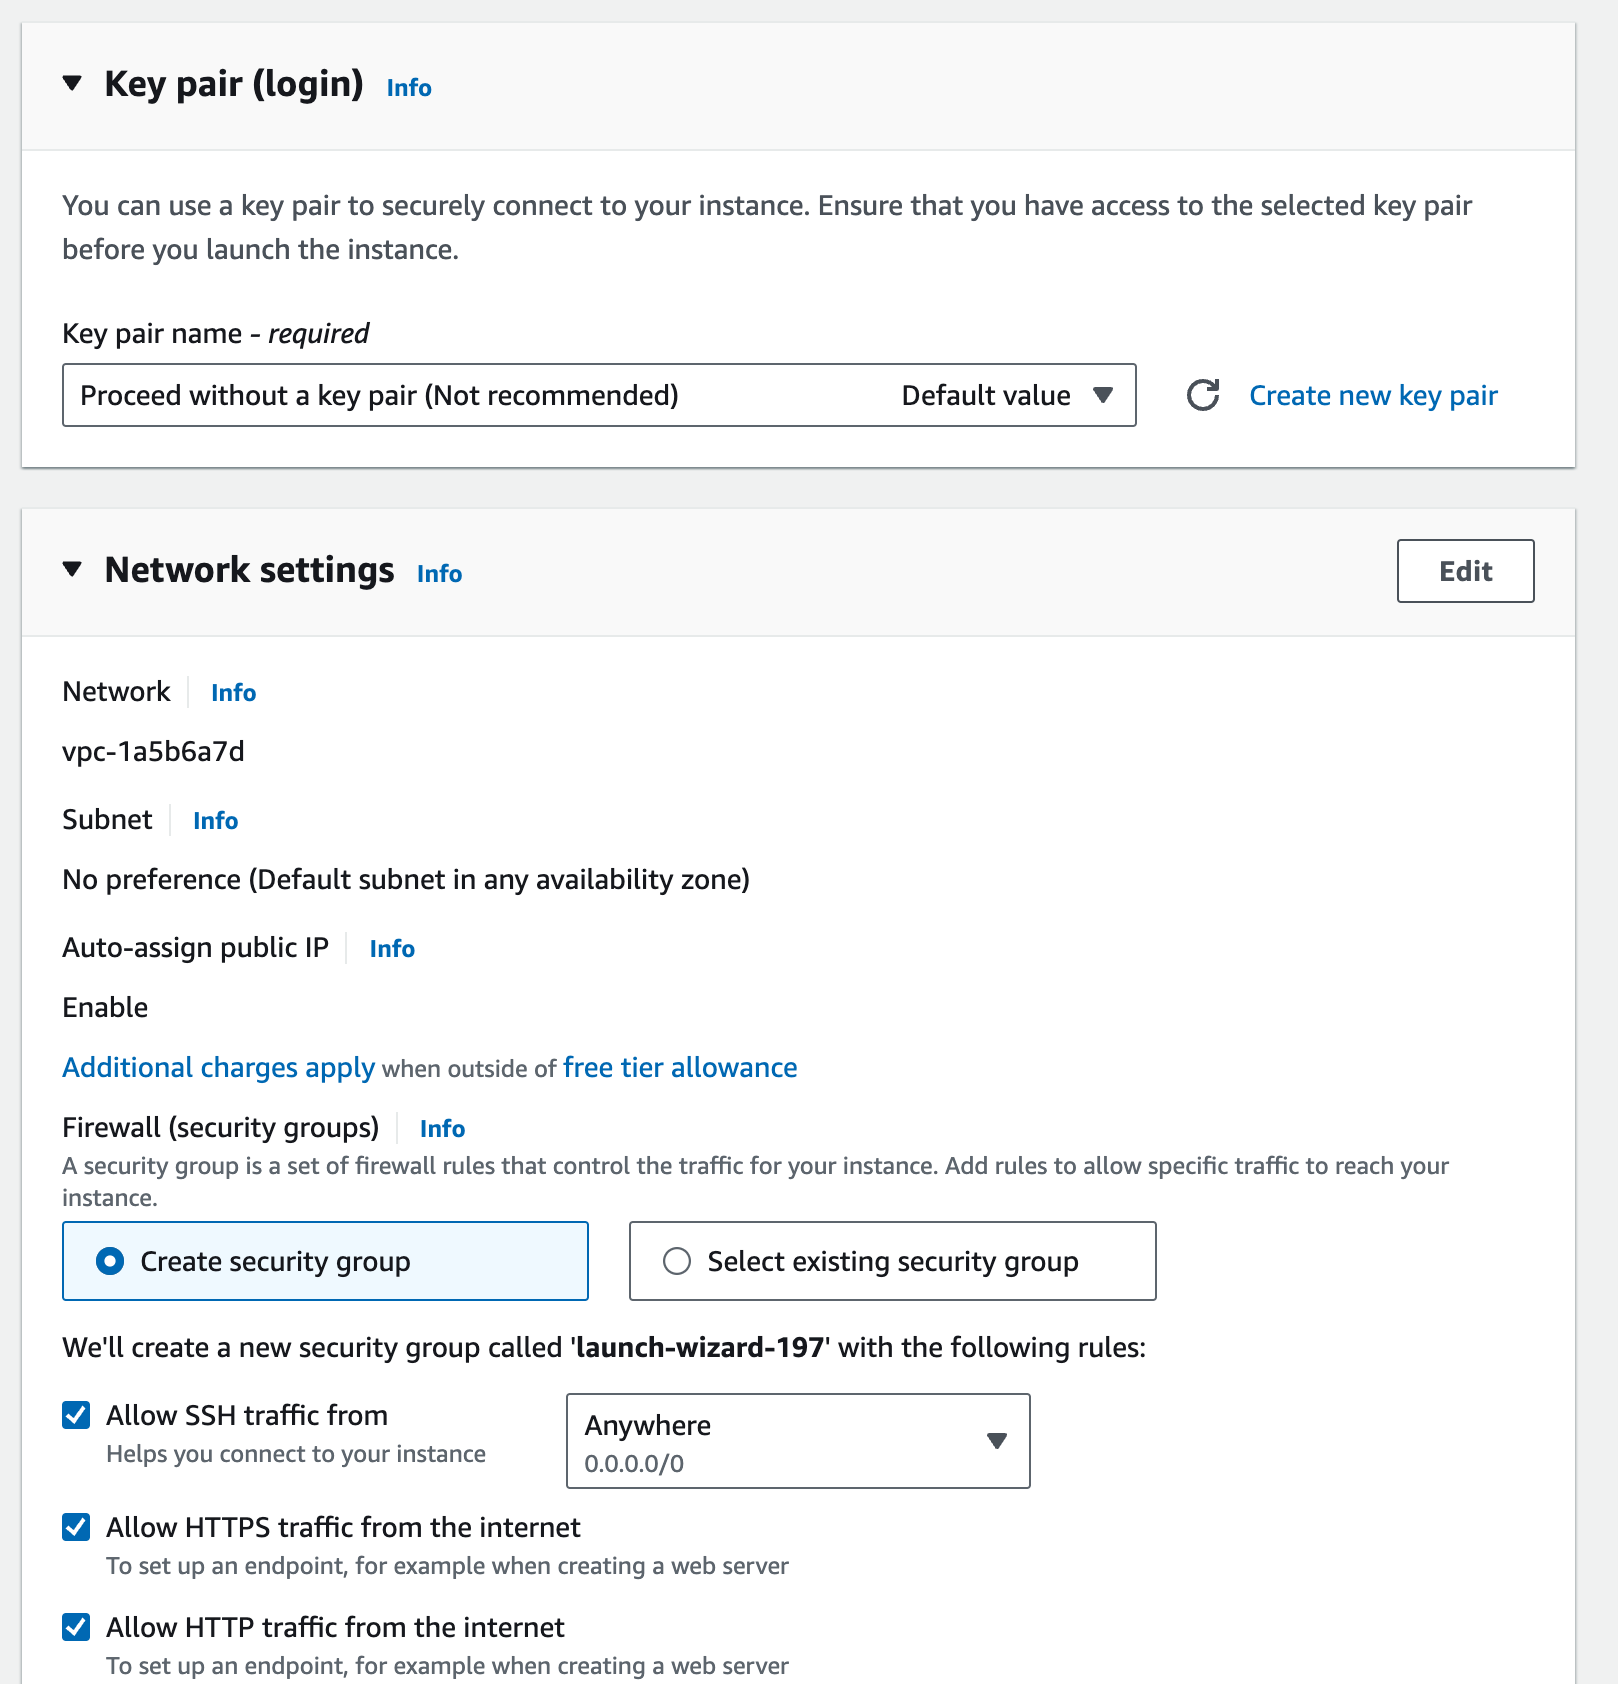 Key pair (login) Info
You can use a key pair to securely connect to your instance. Ensure that you have access to the selected key pair
before you launch the instance.
Key pair name - required
Proceed without a key pair (Not recommended) Default value Create new key pair
Network settings Info Edit
Network Info
vpc-1a5b6a7d
Subnet Info
No preference (Default subnet in any availability zone)
Auto-assign public IP Info
Enable
Additional charges apply when outside of free tier allowance
Firewall (security groups) Info
A security group is a set of firewall rules that control the traffic for your instance. Add rules to allow specific traffic to reach your
instance.
Create security group Select existing security group
We'll create a new security group called 'launch-wizard-197' with the following rules:
Allow SSH traffic from Anywhere
Helps you connect to your instance 0.0.0.0/0
Allow HTTPS traffic from the internet
To set up an endpoint, for example when creating a web server
Allow HTTP traffic from the internet
To set up an endpoint, for example when creating a web server